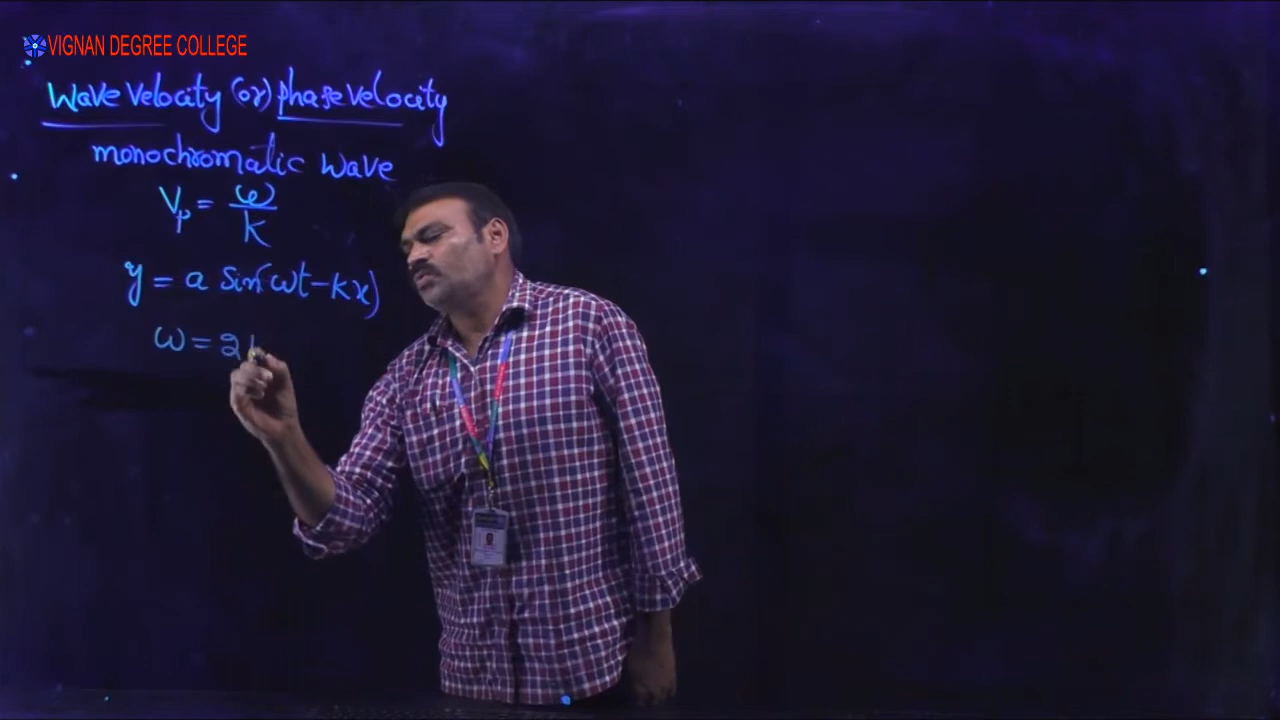 VIGNAN DEGREE COLLEGE
Wave velocity (or) phase velocity
monochromatic wave
Vp = ω/k
y = a sin(ωt - kx)
ω = 2